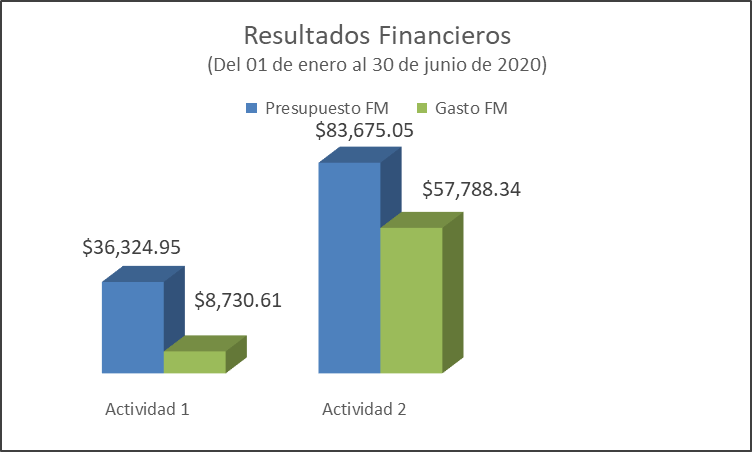 Resultados Financieros
(Del 01 de enero al 30 de junio de 2020)
Presupuesto FM Gasto FM
$83,675.05
$57,788.34
$36,324.95
$8,730.61
Actividad 1 Actividad 2